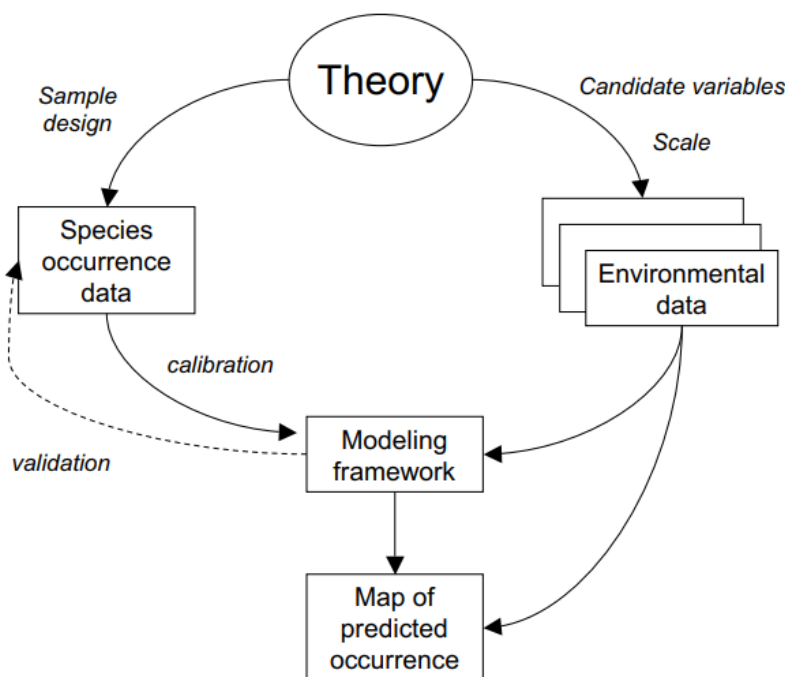 Theory
Sample
design
Candidate variables
Scale
Species
occurrence
data
Environmental
data
calibration
validation
Modeling
framework
Map of
predicted
occurrence